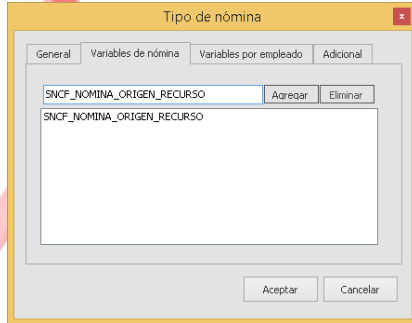 Tipo de nómina
x
General Variables de nómina Variables por empleado Adicional
SNCF_NOMINA_ORIGEN_RECURSO Agregar Eliminar
SNCF_NOMINA_ORIGEN_RECURSO
Aceptar Cancelar